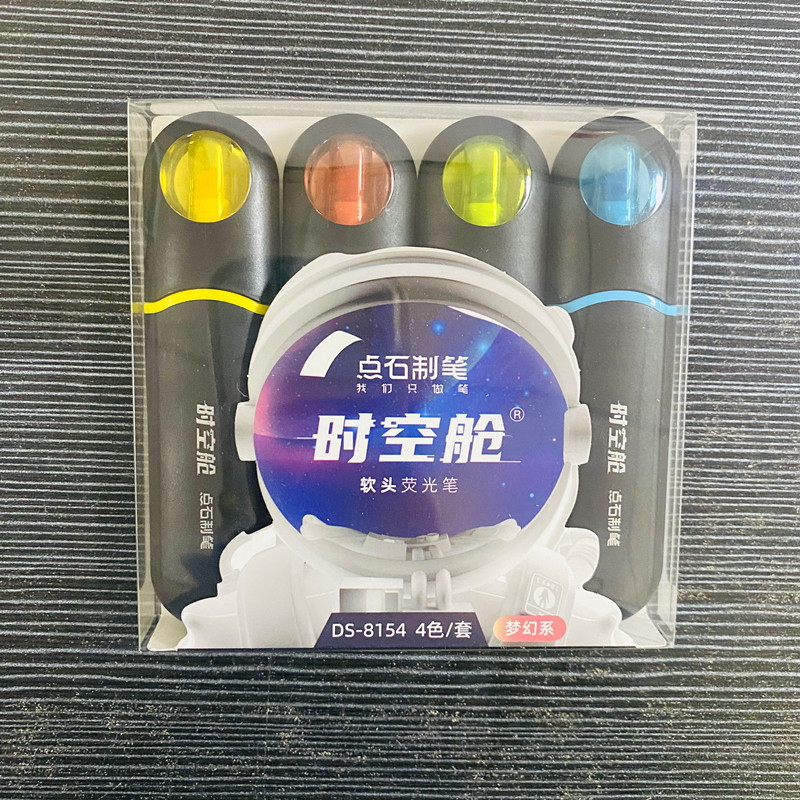 点石制笔
我们只做笔
时空舱®
软头荧光笔
时空舱 点石制笔
时空舱 点石制笔
DS-8154 4色/套
梦幻系